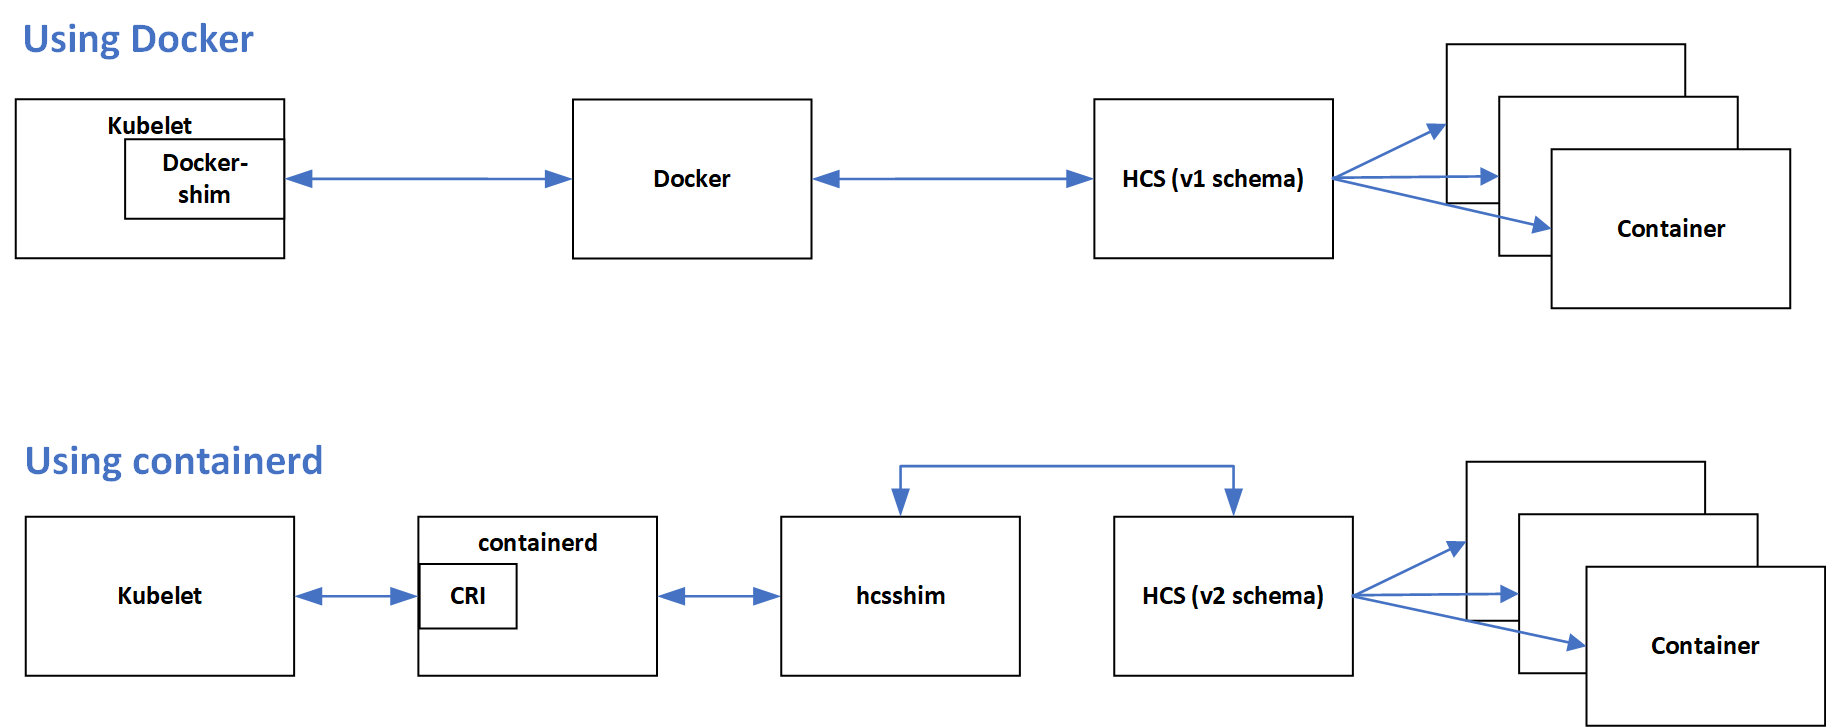 Using Docker
Kubelet
Docker-
shim
Docker
HCS (v1 schema)
Container
Using containerd
Kubelet
containerd
CRI
hcsshim
HCS (v2 schema)
Container